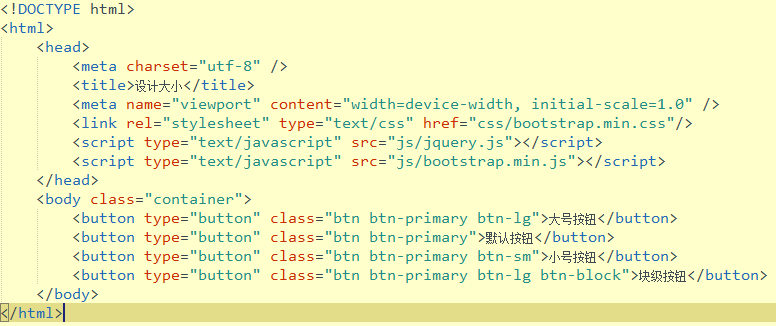 <!DOCTYPE html>
<html>
    <head>
        <meta charset="utf-8" />
        <title>设计大小</title>
        <meta name="viewport" content="width=device-width, initial-scale=1.0" />
        <link rel="stylesheet" type="text/css" href="css/bootstrap.min.css"/>
        <script type="text/javascript" src="js/jquery.js"></script>
        <script type="text/javascript" src="js/bootstrap.min.js"></script>
    </head>
    <body class="container">
        <button type="button" class="btn btn-primary btn-lg">大号按钮</button>
        <button type="button" class="btn btn-primary">默认按钮</button>
        <button type="button" class="btn btn-primary btn-sm">小号按钮</button>
        <button type="button" class="btn btn-primary btn-lg btn-block">块级按钮</button>
    </body>
</html>